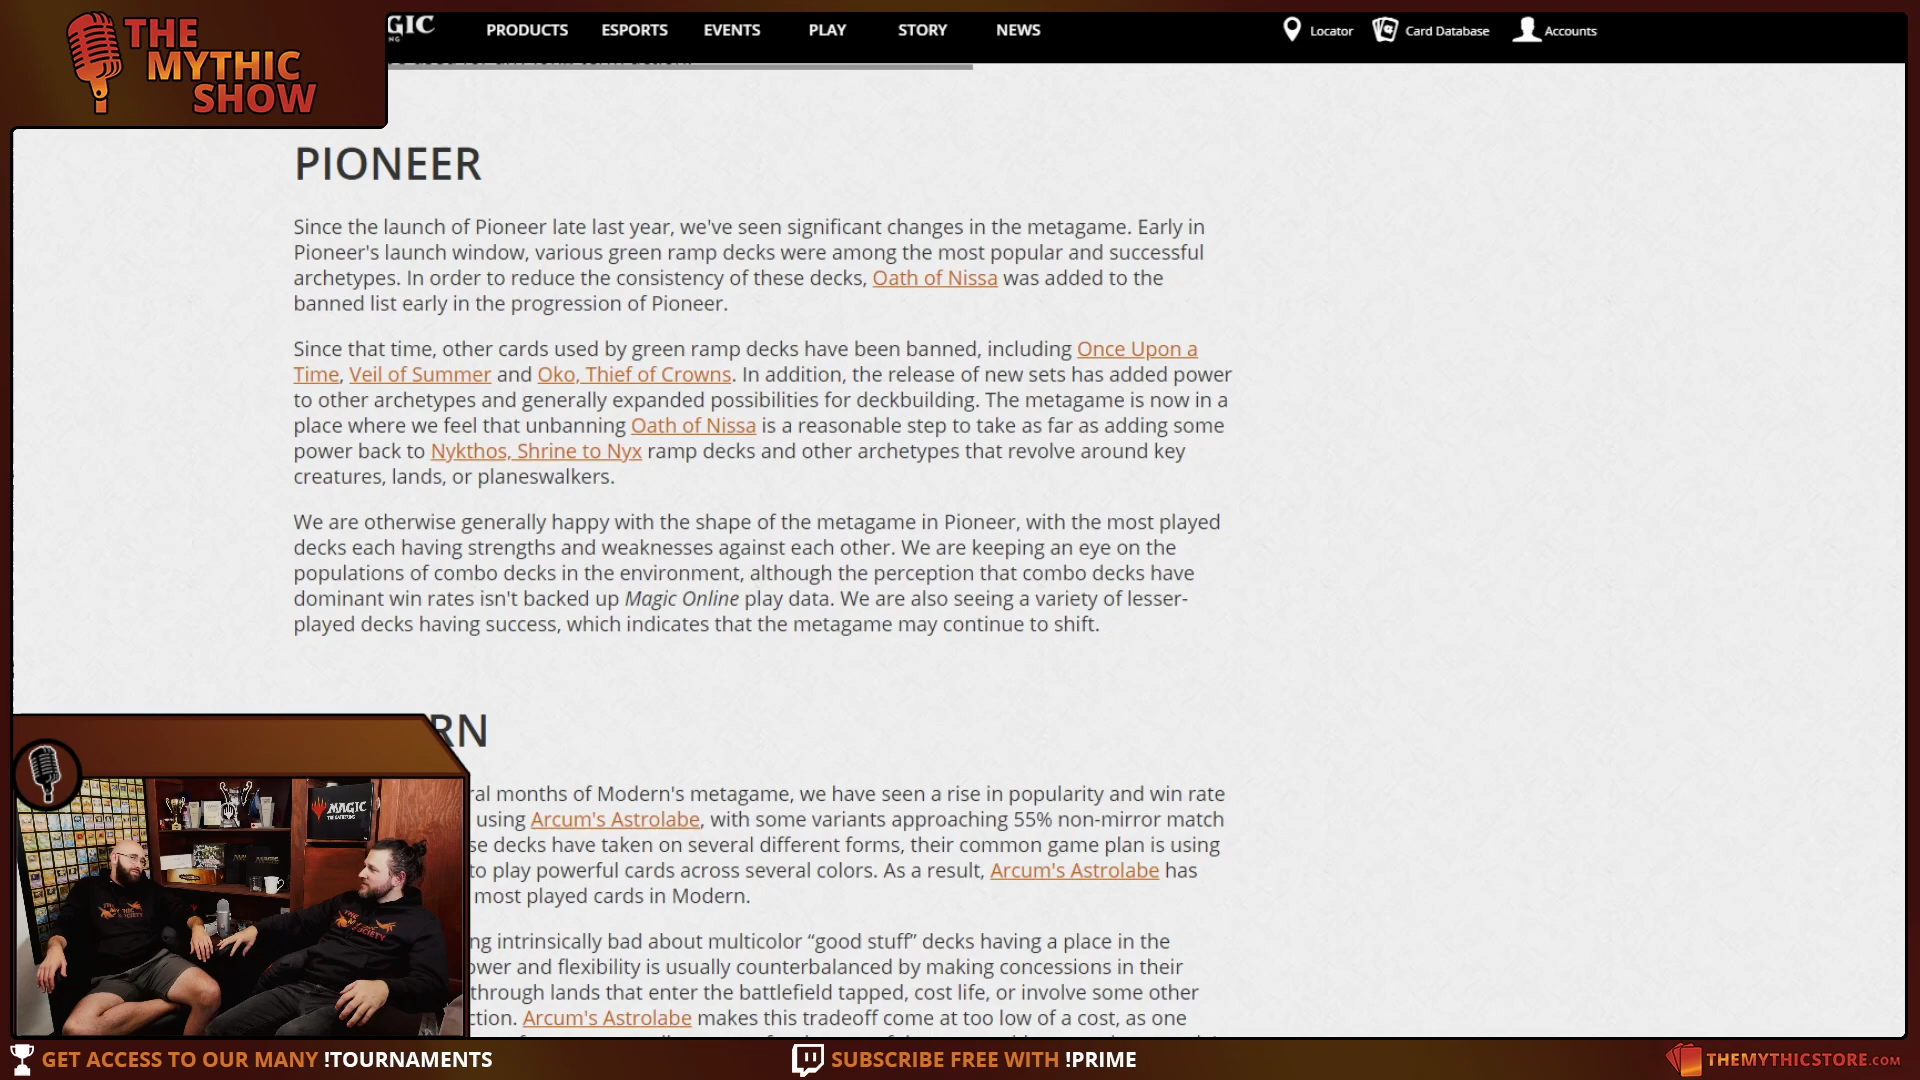 THE
MYTHIC
SHOW
GIC
PRODUCTS
ESPORTS
EVENTS
PLAY
STORY
NEWS
Locator
Card Database
Accounts
PIONEER
Since the launch of Pioneer late last year, we've seen significant changes in the metagame. Early in
Pioneer's launch window, various green ramp decks were among the most popular and successful
archetypes. In order to reduce the consistency of these decks, Oath of Nissa was added to the
banned list early in the progression of Pioneer.
Since that time, other cards used by green ramp decks have been banned, including Once Upon a
Time, Veil of Summer and Oko, Thief of Crowns. In addition, the release of new sets has added power
to other archetypes and generally expanded possibilities for deckbuilding. The metagame is now in a
place where we feel that unbanning Oath of Nissa is a reasonable step to take as far as adding some
power back to Nykthos, Shrine to Nyx ramp decks and other archetypes that revolve around key
creatures, lands, or planeswalkers.
We are otherwise generally happy with the shape of the metagame in Pioneer, with the most played
decks each having strengths and weaknesses against each other. We are keeping an eye on the
populations of combo decks in the environment, although the perception that combo decks have
dominant win rates isn't backed up Magic Online play data. We are also seeing a variety of lesser-
played decks having success, which indicates that the metagame may continue to shift.
RN
ral months of Modern's metagame, we have seen a rise in popularity and win rate
using Arcum's Astrolabe, with some variants approaching 55% non-mirror match
se decks have taken on several different forms, their common game plan is using
to play powerful cards across several colors. As a result, Arcum's Astrolabe has
most played cards in Modern.
ng intrinsically bad about multicolor “good stuff” decks having a place in the
ower and flexibility is usually counterbalanced by making concessions in their
through lands that enter the battlefield tapped, cost life, or involve some other
ction. Arcum's Astrolabe makes this tradeoff come at too low of a cost, as one
MAGIC
THE GATHERING
THE
MYTHIC
SOCIETY
THE
MYTHIC
SOCIETY
GET ACCESS TO OUR MANY !TOURNAMENTS
SUBSCRIBE FREE WITH !PRIME
THEMYTHICSTORE.COM